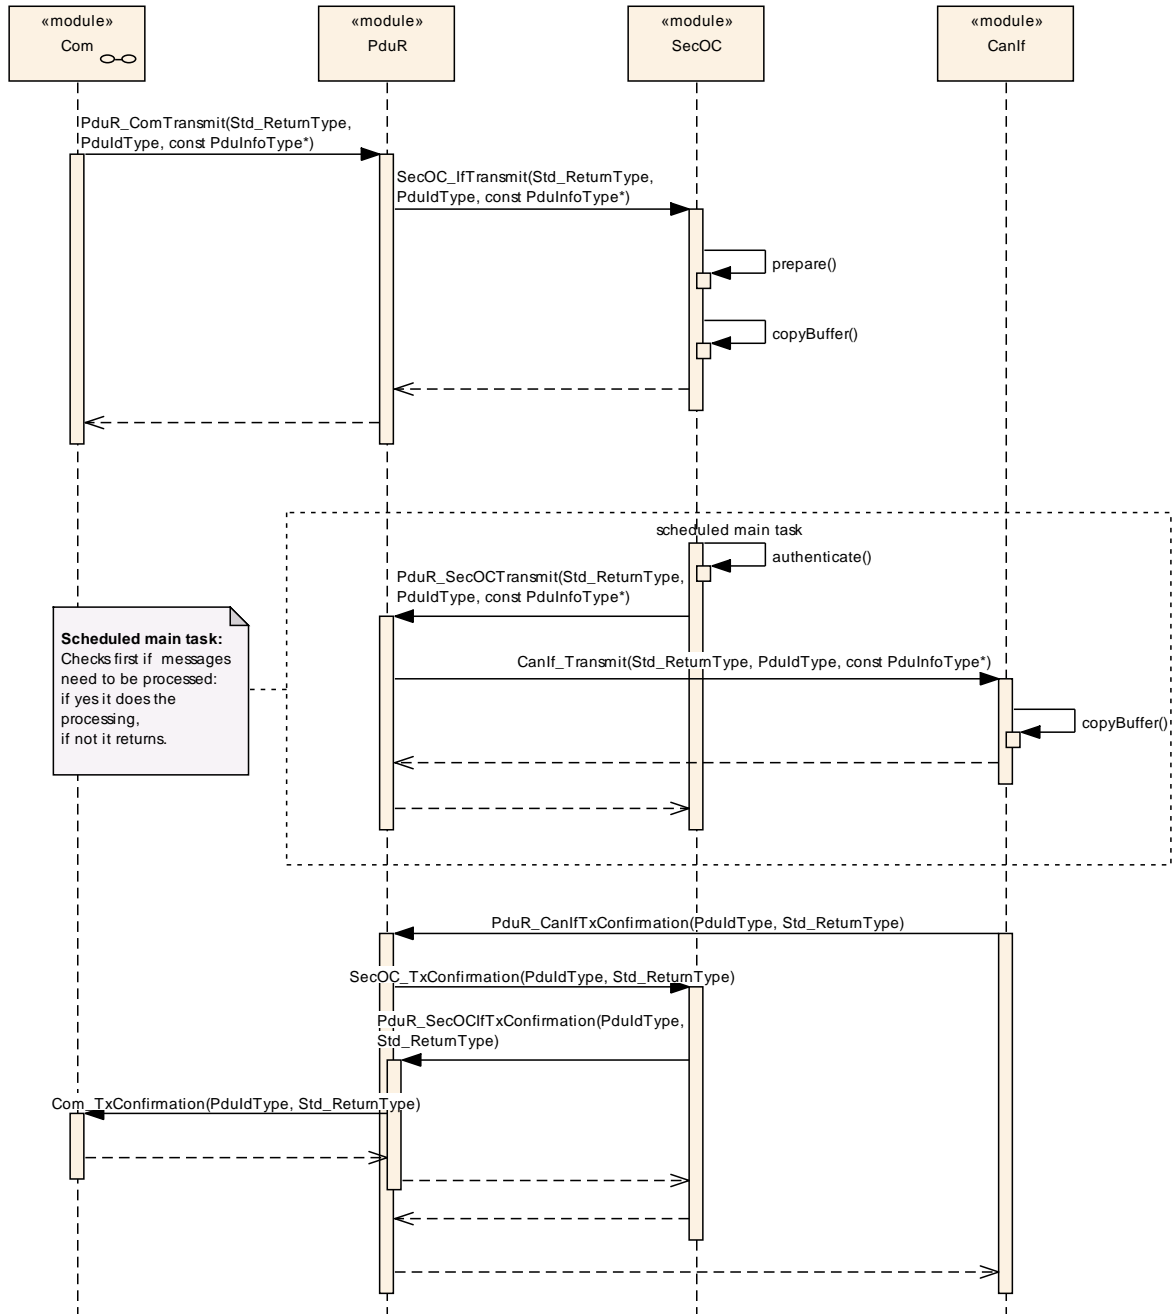 «module»
Com
«module»
PduR
«module»
SecOC
«module»
CanIf
PduR_ComTransmit(Std_ReturnType,
PduIdType, const PduInfoType*)
SecOC_IfTransmit(Std_ReturnType,
PduIdType, const PduInfoType*)
prepare()
copyBuffer()
scheduled main task
authenticate()
PduR_SecOCTransmit(Std_ReturnType,
PduIdType, const PduInfoType*)
Scheduled main task:
Checks first if messages
need to be processed:
if yes it does the
processing,
if not it returns.
CanIf_Transmit(Std_ReturnType, PduIdType, const PduInfoType*)
copyBuffer()
PduR_CanIfTxConfirmation(PduIdType, Std_ReturnType)
SecOC_TxConfirmation(PduIdType, Std_ReturnType)
PduR_SecOCIfTxConfirmation(PduIdType,
Std_ReturnType)
Com_TxConfirmation(PduIdType, Std_ReturnType)